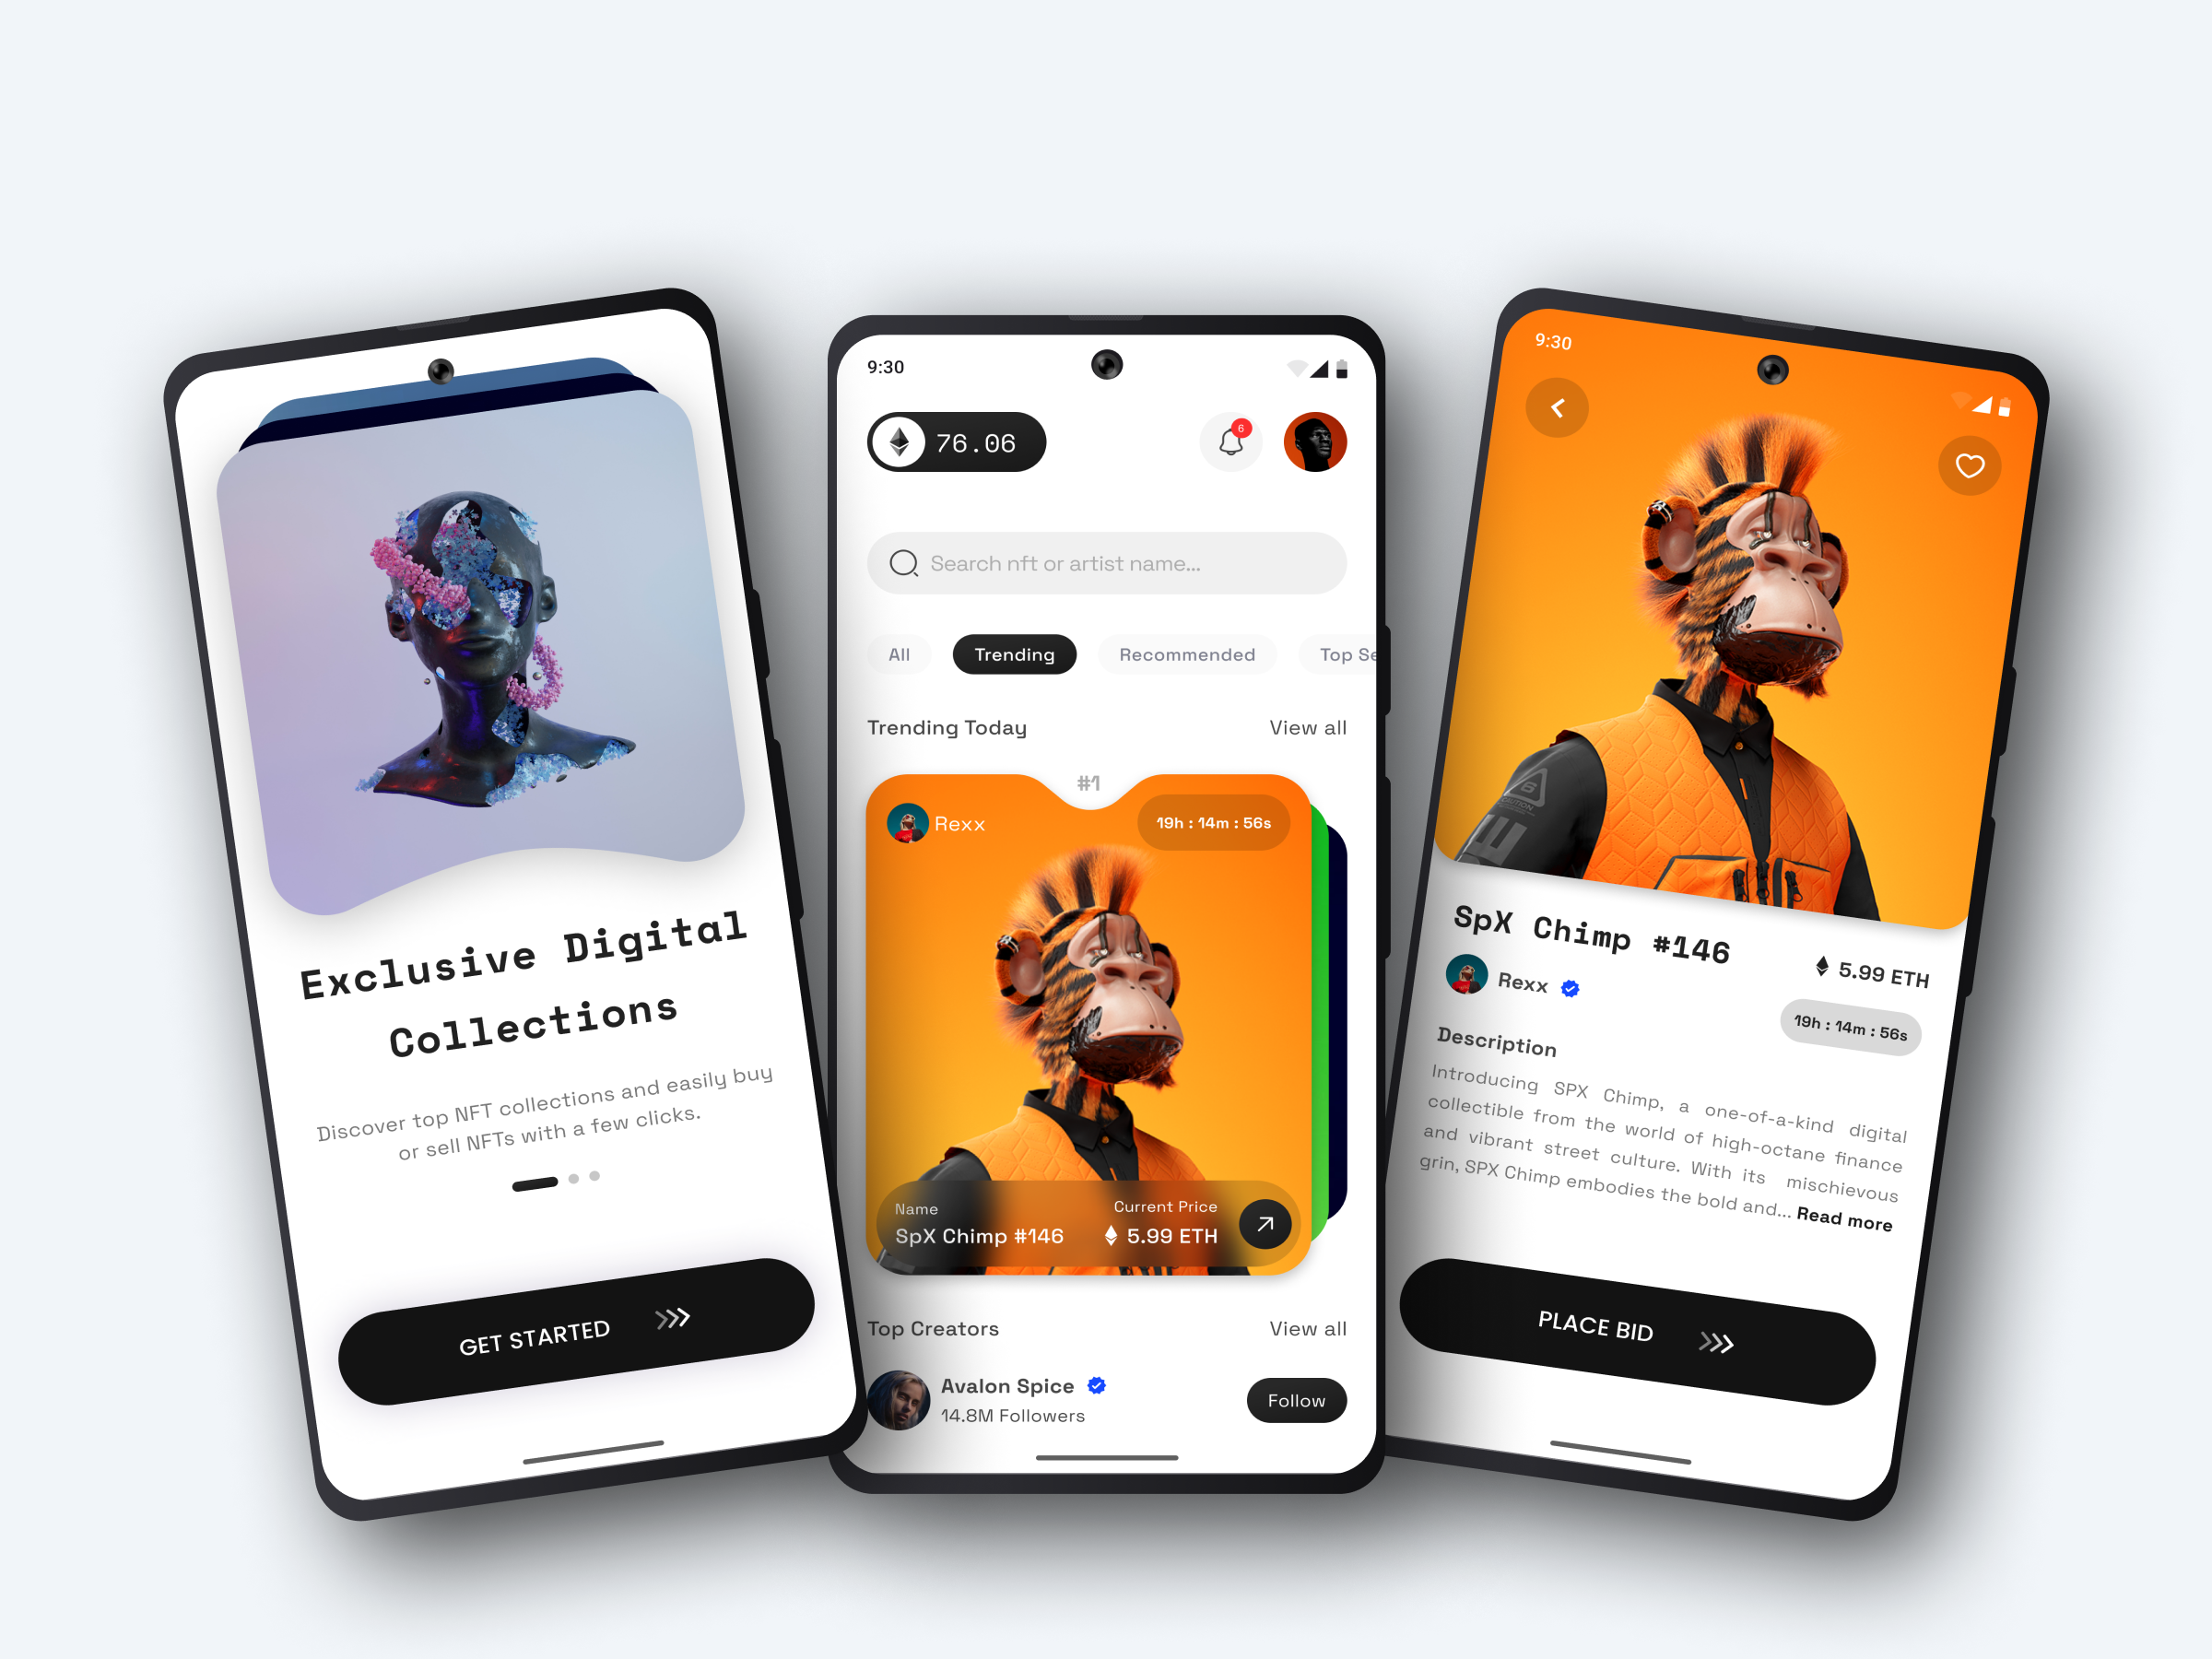 Exclusive Digital
Collections
Discover top NFT collections and easily buy
or sell NFTs with a few clicks.
GET STARTED
9:30
76.06
6
Search nft or artist name...
All
Trending
Recommended
Top Se
Trending Today
View all
#1
Rexx
19h : 14m : 56s
Name
SpX Chimp #146
Current Price
5.99 ETH
Top Creators
View all
Avalon Spice
14.8M Followers
Follow
9:30
6
CAUTION
SpX Chimp #146
5.99 ETH
Rexx
19h : 14m : 56s
Description
Introducing SPX Chimp, a one-of-a-kind digital
collectible from the world of high-octane finance
and vibrant street culture. With its mischievous
grin, SPX Chimp embodies the bold and... Read more
PLACE BID